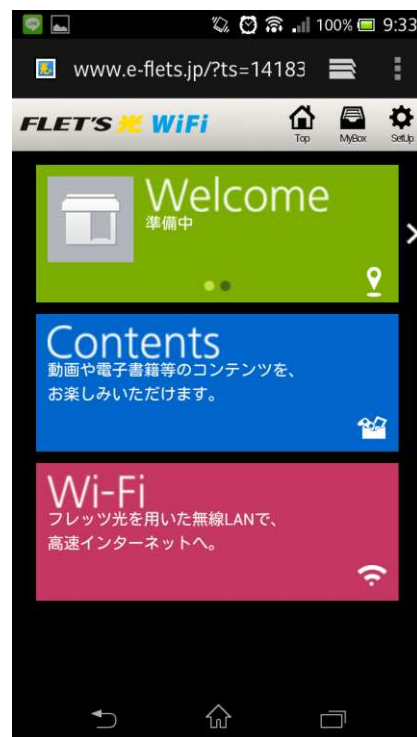 100% 9:33
www.e-flets.jp/?ts=14183
FLET'S光 WiFi
Top MyBox SetUp
Welcome
準備中
Contents
動画や電子書籍等のコンテンツを、
お楽しみいただけます。
Wi-Fi
フレッツ光を用いた無線LANで、
高速インターネットへ。